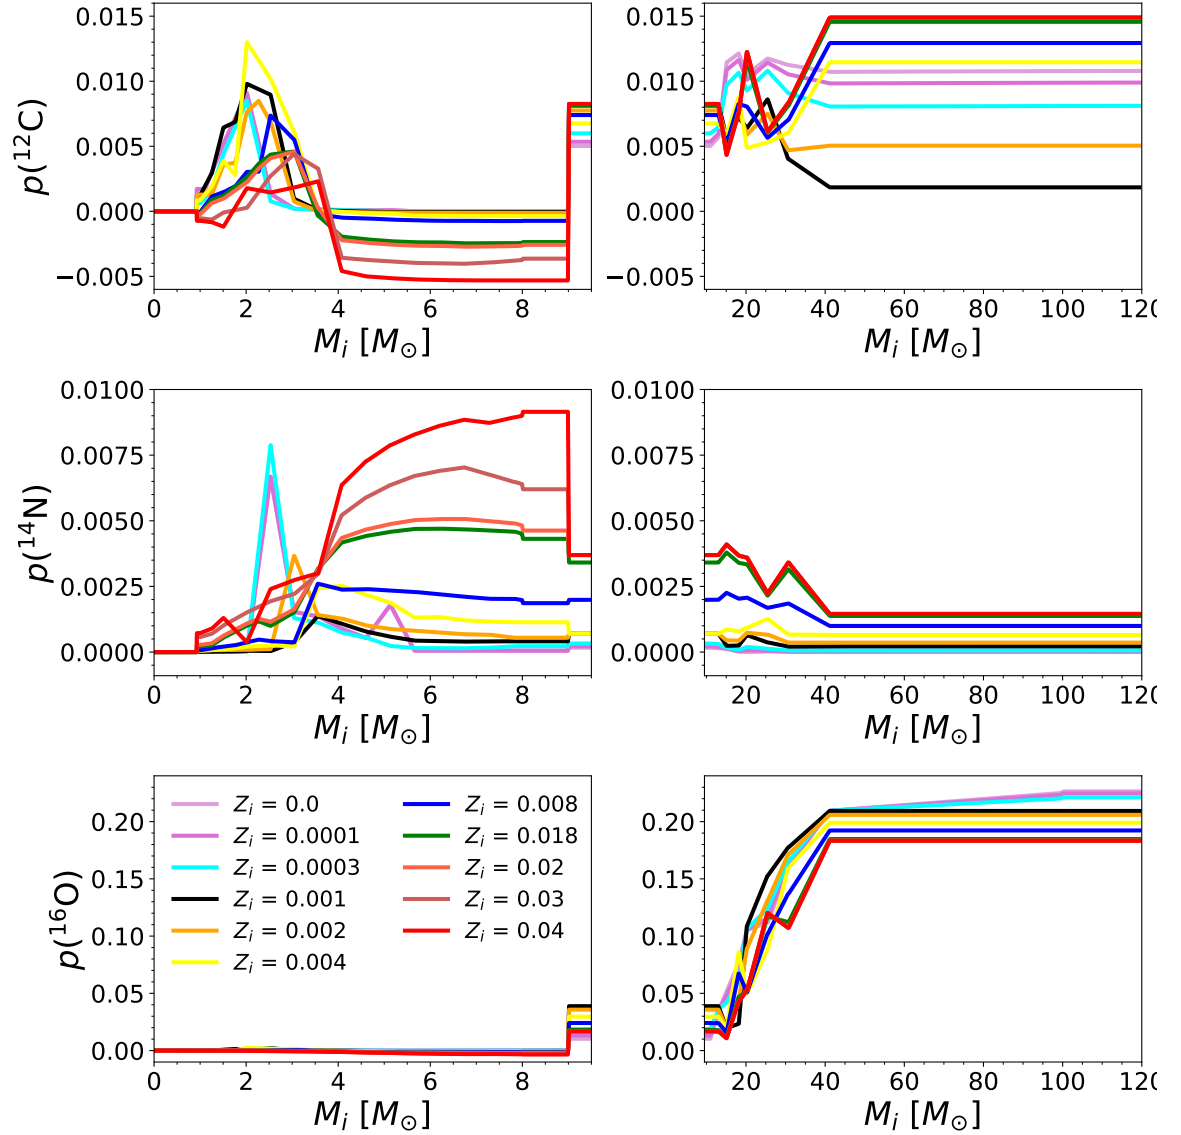 0.015
0.010
0.005
0.000
−0.005
p(¹²C)
0 2 4 6 8
M_i [M_⊙]
0.015
0.010
0.005
0.000
−0.005
20 40 60 80 100 120
M_i [M_⊙]
0.0100
0.0075
0.0050
0.0025
0.0000
p(¹⁴N)
0 2 4 6 8
M_i [M_⊙]
0.0100
0.0075
0.0050
0.0025
0.0000
20 40 60 80 100 120
M_i [M_⊙]
0.20
0.15
0.10
0.05
0.00
p(¹⁶O)
Z_i = 0.0
Z_i = 0.0001
Z_i = 0.0003
Z_i = 0.001
Z_i = 0.002
Z_i = 0.004
Z_i = 0.008
Z_i = 0.018
Z_i = 0.02
Z_i = 0.03
Z_i = 0.04
0 2 4 6 8
M_i [M_⊙]
0.20
0.15
0.10
0.05
0.00
20 40 60 80 100 120
M_i [M_⊙]